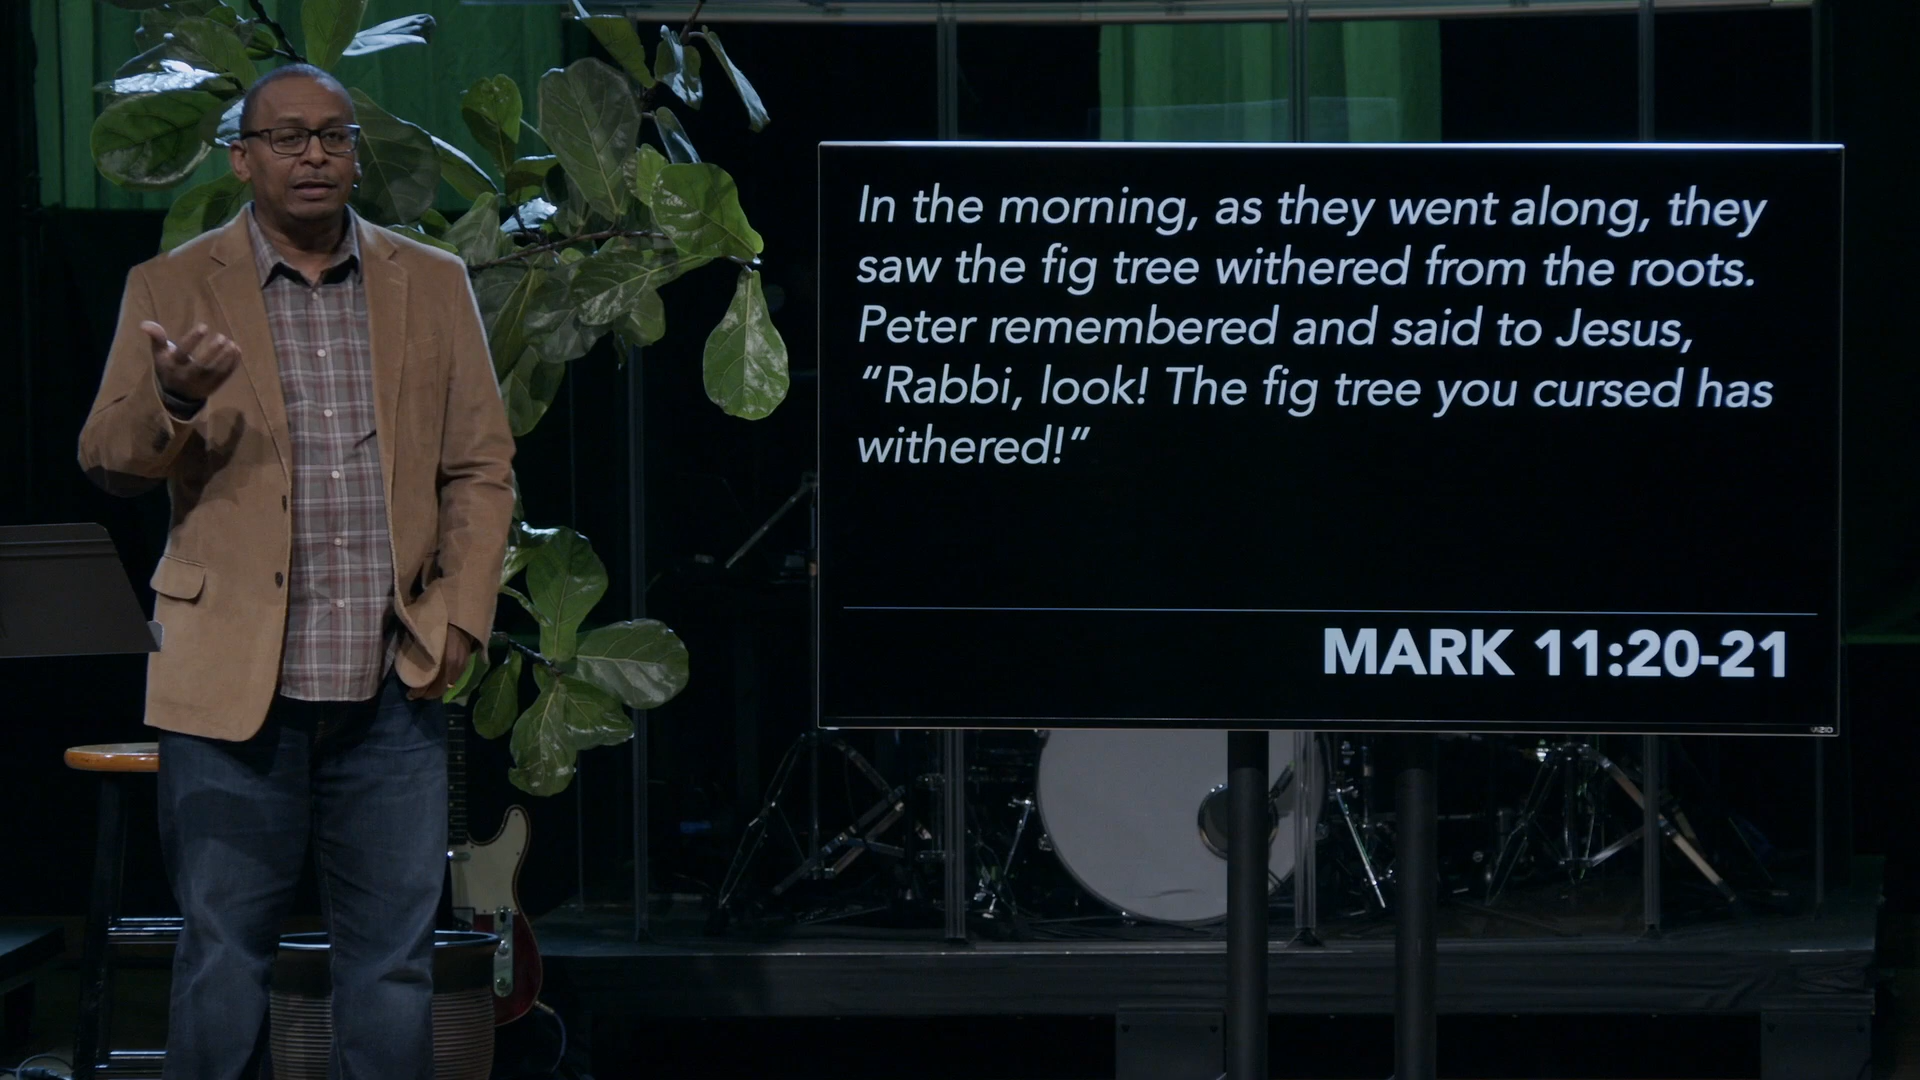 In the morning, as they went along, they
saw the fig tree withered from the roots.
Peter remembered and said to Jesus,
“Rabbi, look! The fig tree you cursed has
withered!”
MARK 11:20-21
VIZIO